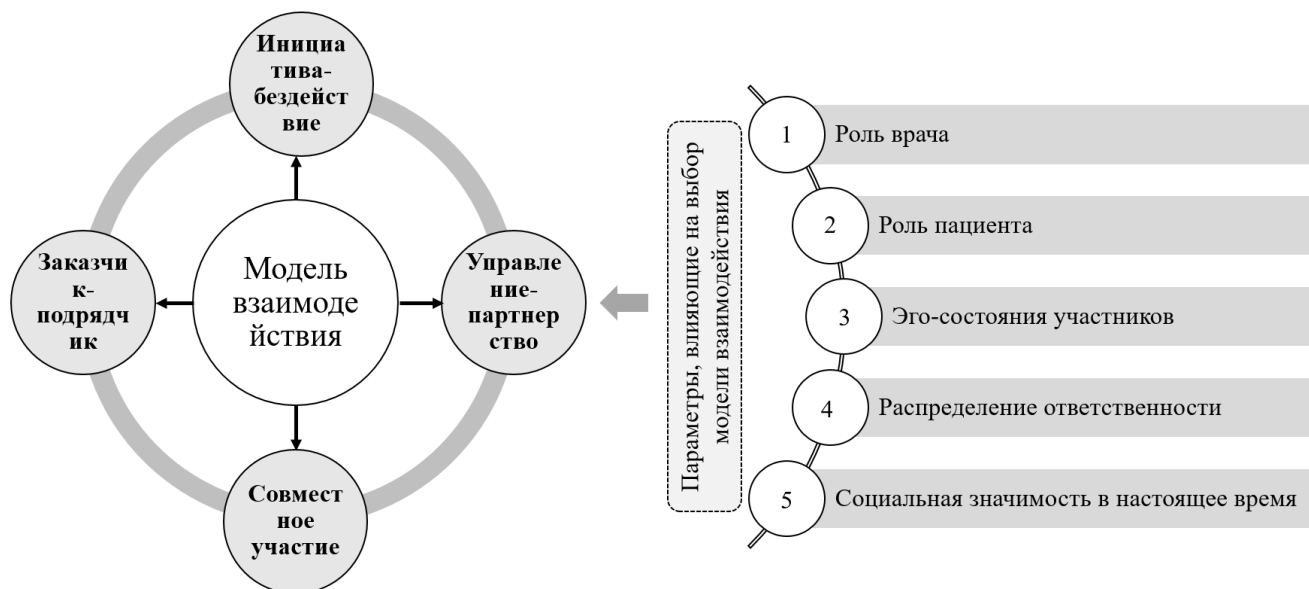 Инициа
тива-
бездейст
вие
Заказчи
к-
подрядч
ик
Модель
взаимоде
йствия
Управле
ние-
партнер
ство
Совмест
ное
участие
Параметры, влияющие на выбор
модели взаимодействия
1
Роль врача
2
Роль пациента
3
Эго-состояния участников
4
Распределение ответственности
5
Социальная значимость в настоящее время